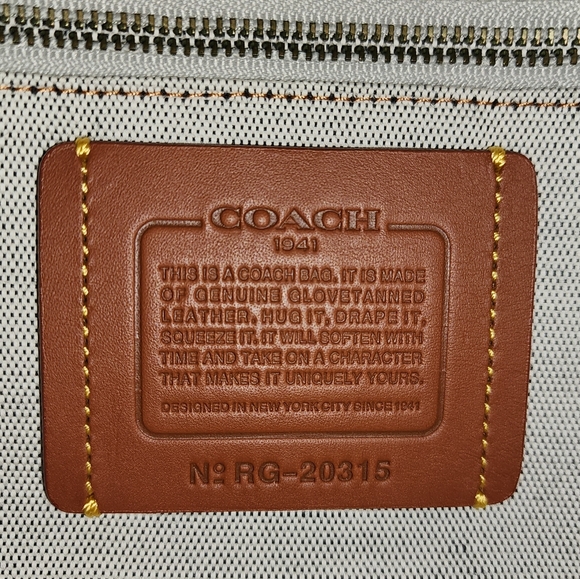 COACH
1941
THIS IS A COACH BAG. IT IS MADE
OF GENUINE GLOVETANNED
LEATHER. HUG IT, DRAPE IT,
SQUEEZE IT. IT WILL SOFTEN WITH
TIME AND TAKE ON A CHARACTER
THAT MAKES IT UNIQUELY YOURS.
DESIGNED IN NEW YORK CITY SINCE 1941
Nº RG-20315